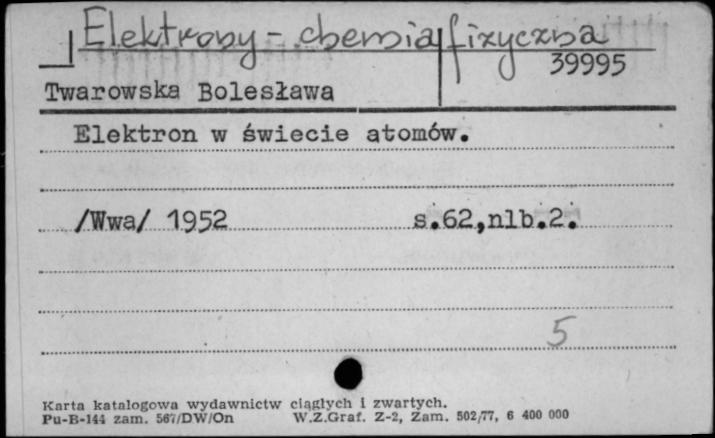 Elektrony - chemia fizyczna
39995
Twarowska Bolesława
Elektron w świecie atomów.
/Wwa/ 1952 s.62,nlb.2.
5
Karta katalogowa wydawnictw ciągłych i zwartych.
Pu-B-144 zam. 567/DW/On W.Z.Graf. Z-2, Zam. 502/77, 6 400 000